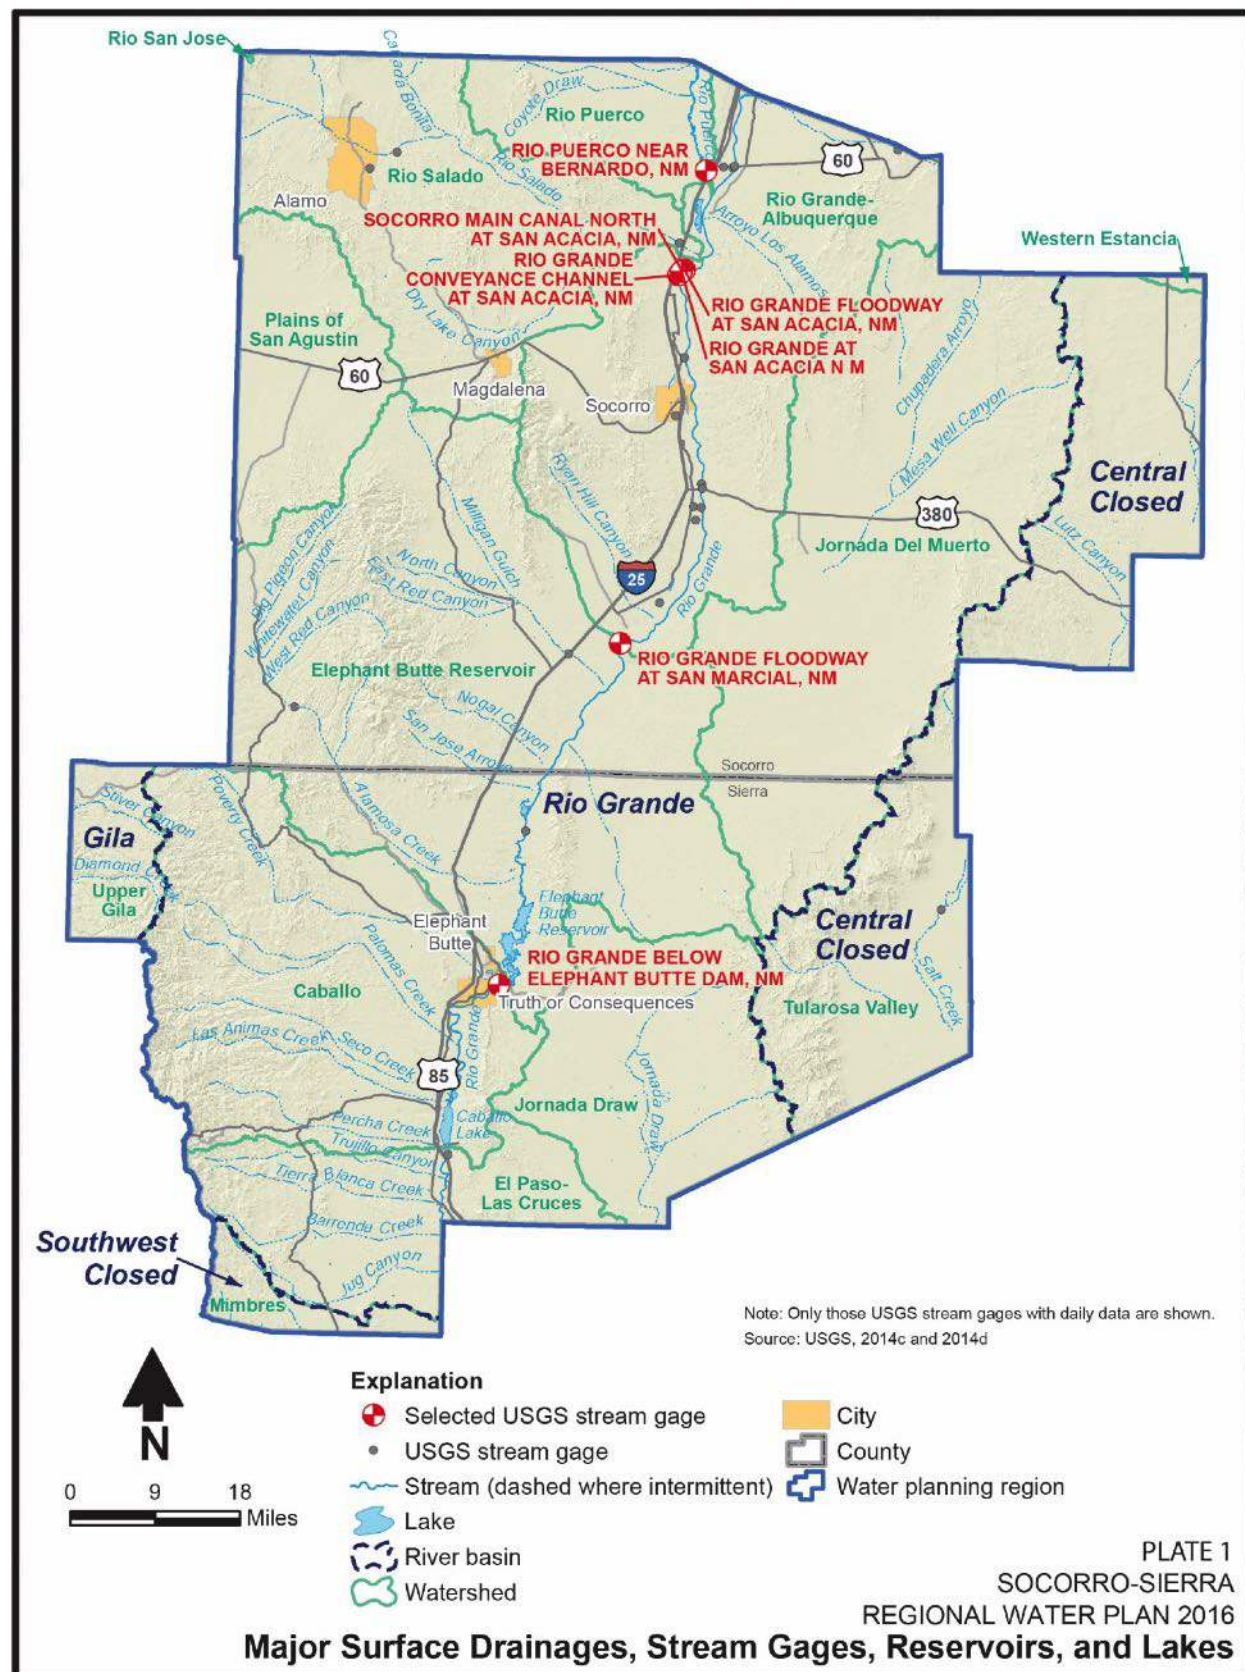 Rio San Jose
Canada Bonita
Coyote Draw
Rio Puerco
Rio Puerco
RIO PUERCO NEAR
BERNARDO, NM
60
Rio Salado
Rio Salado
Alamo
Rio Grande-
Albuquerque
Arroyo Los Alamos
SOCORRO MAIN CANAL NORTH
AT SAN ACACIA, NM
RIO GRANDE
CONVEYANCE CHANNEL
AT SAN ACACIA, NM
Western Estancia
RIO GRANDE FLOODWAY
AT SAN ACACIA, NM
RIO GRANDE AT
SAN ACACIA N M
Dry Lake Canyon
Plains of
San Agustin
60
Magdalena
Socorro
Chupadera Arroyo
Mesa Well Canyon
Central
Closed
Ryan Hill Canyon
Milligan Gulch
380
Jornada Del Muerto
Lutz Canyon
Big Pigeon Canyon
Whitewater Canyon
West Red Canyon
North Canyon
East Red Canyon
25
Rio Grande
Elephant Butte Reservoir
RIO GRANDE FLOODWAY
AT SAN MARCIAL, NM
Nogal Canyon
San Jose Arroyo
Socorro
Sierra
Rio Grande
Stiver Canyon
Gila
Diamond Creek
Upper
Gila
Poverty Creek
Alamosa Creek
Elephant
Butte
Reservoir
Elephant
Butte
Central
Closed
Palomas Creek
RIO GRANDE BELOW
ELEPHANT BUTTE DAM, NM
Truth or Consequences
Salt Creek
Tularosa Valley
Caballo
Las Animas Creek
Seco Creek
Rio Grande
85
Jornada Draw
Jornada Draw
Percha Creek
Caballo
Lake
Trujillo Canyon
Tierra Blanca Creek
El Paso-
Las Cruces
Barrenda Creek
Southwest
Closed
Jug Canyon
Mimbres
Note: Only those USGS stream gages with daily data are shown.
Source: USGS, 2014c and 2014d
N
0 9 18
Miles
Explanation
Selected USGS stream gage
USGS stream gage
Stream (dashed where intermittent)
Lake
River basin
Watershed
City
County
Water planning region
PLATE 1
SOCORRO-SIERRA
REGIONAL WATER PLAN 2016
Major Surface Drainages, Stream Gages, Reservoirs, and Lakes